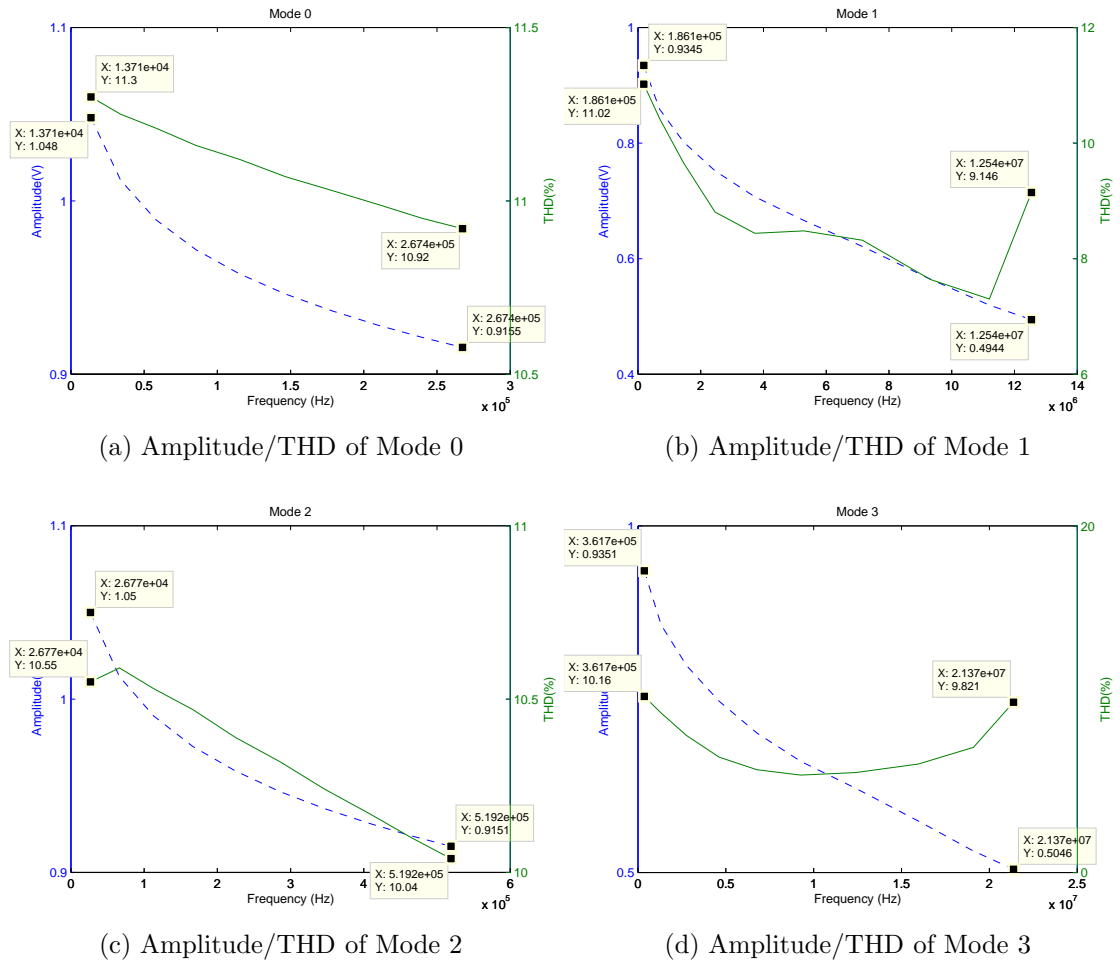 Mode 0
1.1
1
0.9
Amplitude(V)
11.5
11
10.5
THD(%)
X: 1.371e+04
Y: 11.3
X: 1.371e+04
Y: 1.048
X: 2.674e+05
Y: 10.92
X: 2.674e+05
Y: 0.9155
0 0.5 1 1.5 2 2.5 3
Frequency (Hz)
x 10^5
(a) Amplitude/THD of Mode 0
Mode 1
1
0.8
0.6
0.4
Amplitude(V)
12
10
8
6
THD(%)
X: 1.861e+05
Y: 0.9345
X: 1.861e+05
Y: 11.02
X: 1.254e+07
Y: 9.146
X: 1.254e+07
Y: 0.4944
0 2 4 6 8 10 12 14
Frequency (Hz)
x 10^6
(b) Amplitude/THD of Mode 1
Mode 2
1.1
1
0.9
Amplitude(
11
10.5
10
THD(%)
X: 2.677e+04
Y: 1.05
X: 2.677e+04
Y: 10.55
X: 5.192e+05
Y: 0.9151
X: 5.192e+05
Y: 10.04
0 1 2 3 4 5 6
Frequency (Hz)
x 10^5
(c) Amplitude/THD of Mode 2
Mode 3
1
0.5
Amplitud
20
10
0
THD(%)
X: 3.617e+05
Y: 0.9351
X: 3.617e+05
Y: 10.16
X: 2.137e+07
Y: 9.821
X: 2.137e+07
Y: 0.5046
0 0.5 1 1.5 2 2.5
Frequency (Hz)
x 10^7
(d) Amplitude/THD of Mode 3